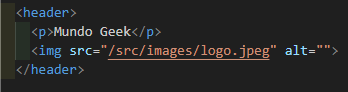 <header>
<p>Mundo Geek</p>
<img src="/src/images/logo.jpeg" alt="">
</header>